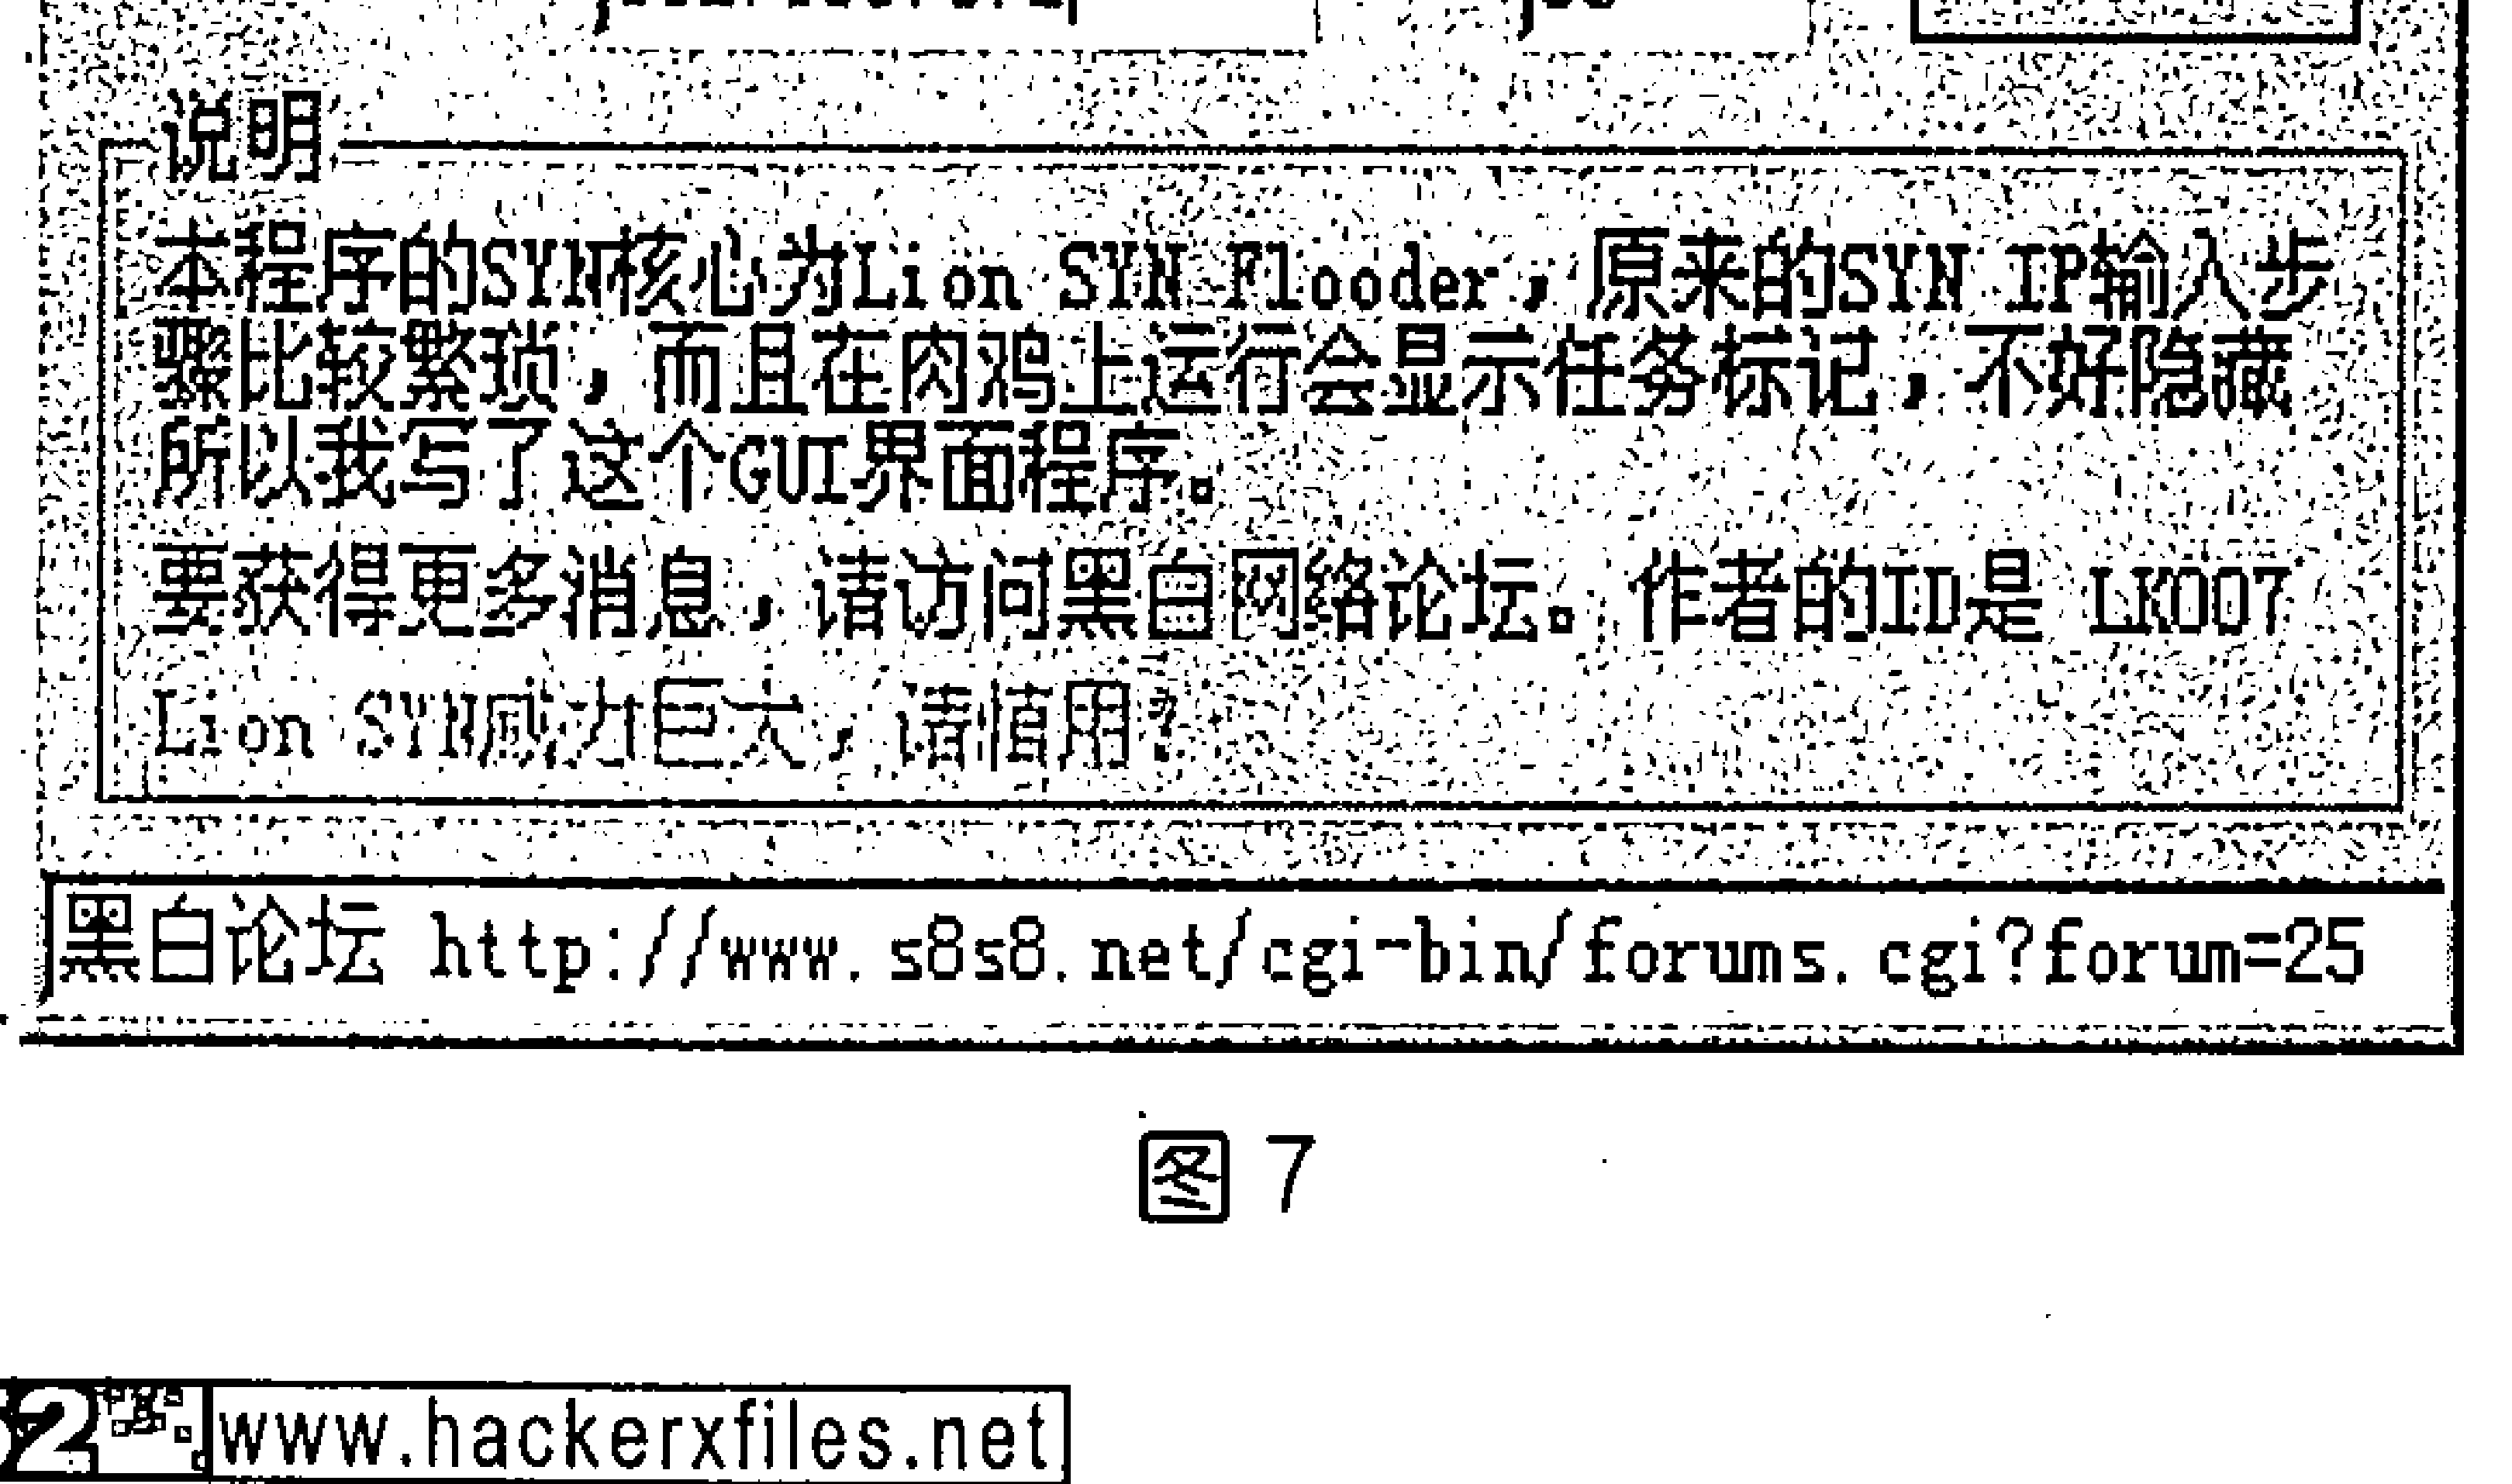 说明
本程序的SYN核心为Lion SYN Flooder，原来的SYN IP输入步
骤比较繁琐，而且在肉鸡上运行会显示任务标记，不好隐藏
所以我写了这个GUI界面程序。
要获得更多消息，请访问黑白网络论坛。作者的ID是 LK007
Lion SYN威力巨大，请慎用！
黑白论坛 http://www.s8s8.net/cgi-bin/forums.cgi?forum=25
图 7
2 www.hackerxfiles.net